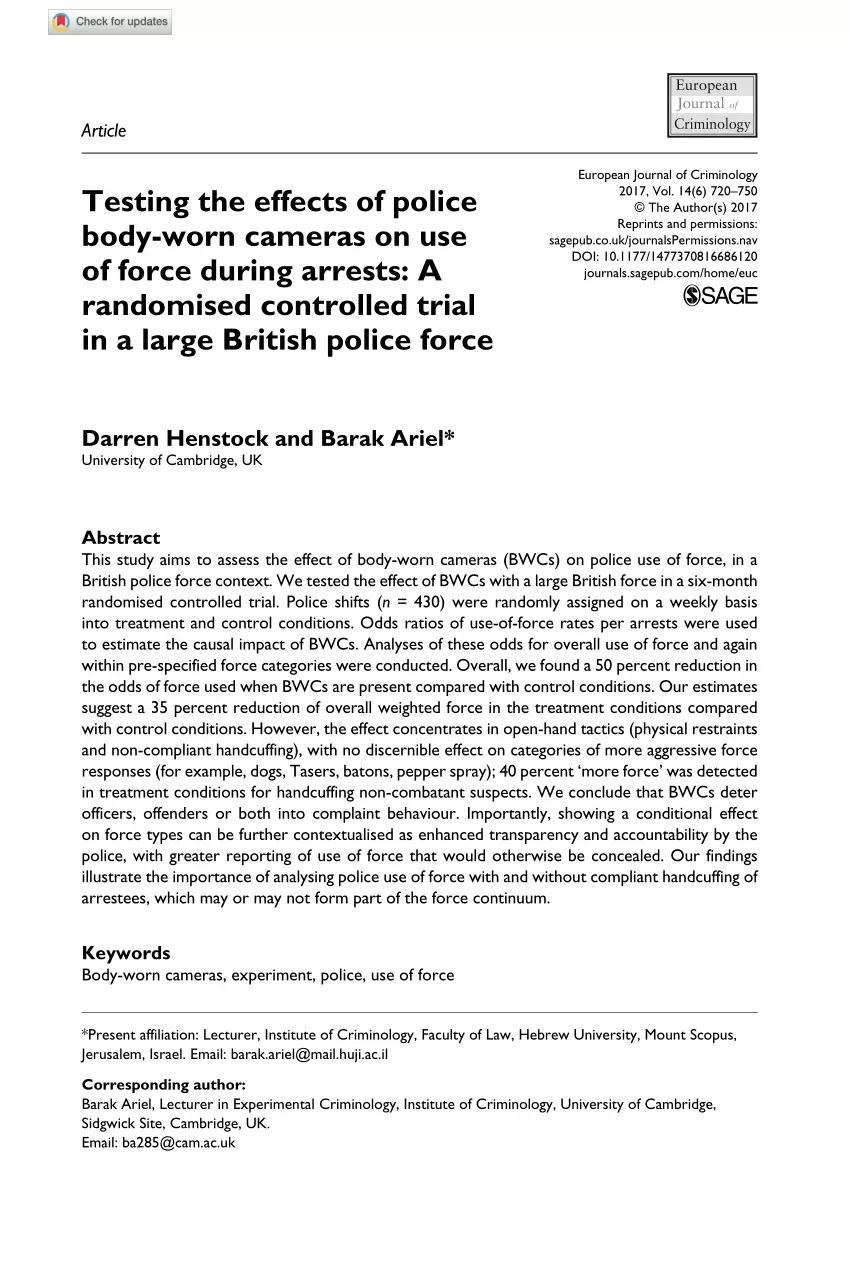 Check for updates
European
Journal of
Criminology
Article
European Journal of Criminology
2017, Vol. 14(6) 720–750
© The Author(s) 2017
Reprints and permissions:
sagepub.co.uk/journalsPermissions.nav
DOI: 10.1177/1477370816686120
journals.sagepub.com/home/euc
SAGE
Testing the effects of police
body-worn cameras on use
of force during arrests: A
randomised controlled trial
in a large British police force
Darren Henstock and Barak Ariel*
University of Cambridge, UK
Abstract
This study aims to assess the effect of body-worn cameras (BWCs) on police use of force, in a
British police force context. We tested the effect of BWCs with a large British force in a six-month
randomised controlled trial. Police shifts (n = 430) were randomly assigned on a weekly basis
into treatment and control conditions. Odds ratios of use-of-force rates per arrests were used
to estimate the causal impact of BWCs. Analyses of these odds for overall use of force and again
within pre-specified force categories were conducted. Overall, we found a 50 percent reduction in
the odds of force used when BWCs are present compared with control conditions. Our estimates
suggest a 35 percent reduction of overall weighted force in the treatment conditions compared
with control conditions. However, the effect concentrates in open-hand tactics (physical restraints
and non-compliant handcuffing), with no discernible effect on categories of more aggressive force
responses (for example, dogs, Tasers, batons, pepper spray); 40 percent ‘more force’ was detected
in treatment conditions for handcuffing non-combatant suspects. We conclude that BWCs deter
officers, offenders or both into complaint behaviour. Importantly, showing a conditional effect
on force types can be further contextualised as enhanced transparency and accountability by the
police, with greater reporting of use of force that would otherwise be concealed. Our findings
illustrate the importance of analysing police use of force with and without compliant handcuffing of
arrestees, which may or may not form part of the force continuum.
Keywords
Body-worn cameras, experiment, police, use of force
*Present affiliation: Lecturer, Institute of Criminology, Faculty of Law, Hebrew University, Mount Scopus,
Jerusalem, Israel. Email: barak.ariel@mail.huji.ac.il
Corresponding author:
Barak Ariel, Lecturer in Experimental Criminology, Institute of Criminology, University of Cambridge,
Sidgwick Site, Cambridge, UK.
Email: ba285@cam.ac.uk